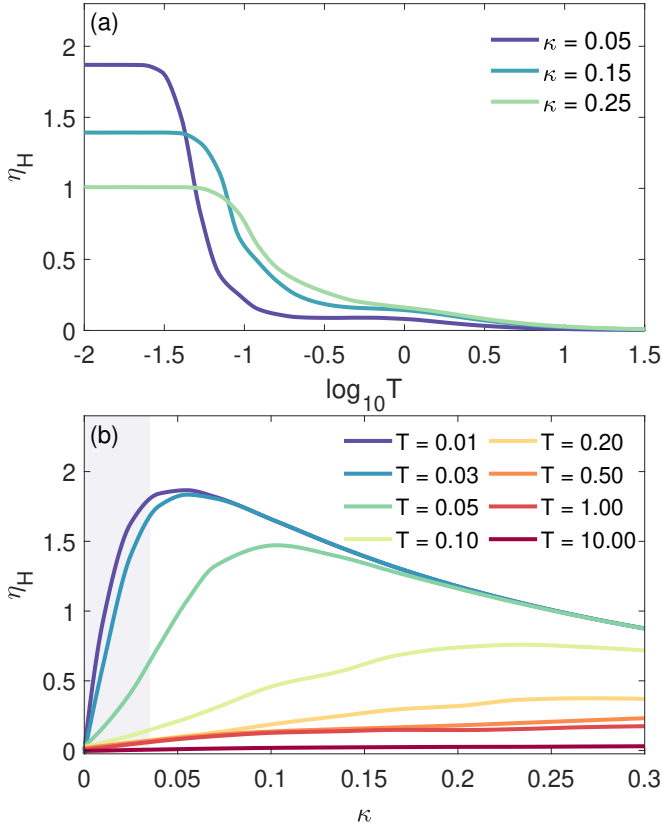 (a)
2
1.5
1
0.5
0
η_H
κ = 0.05
κ = 0.15
κ = 0.25
-2 -1.5 -1 -0.5 0 0.5 1 1.5
log₁₀T
(b)
2
1.5
1
0.5
0
η_H
T = 0.01 T = 0.20
T = 0.03 T = 0.50
T = 0.05 T = 1.00
T = 0.10 T = 10.00
0 0.05 0.1 0.15 0.2 0.25 0.3
κ